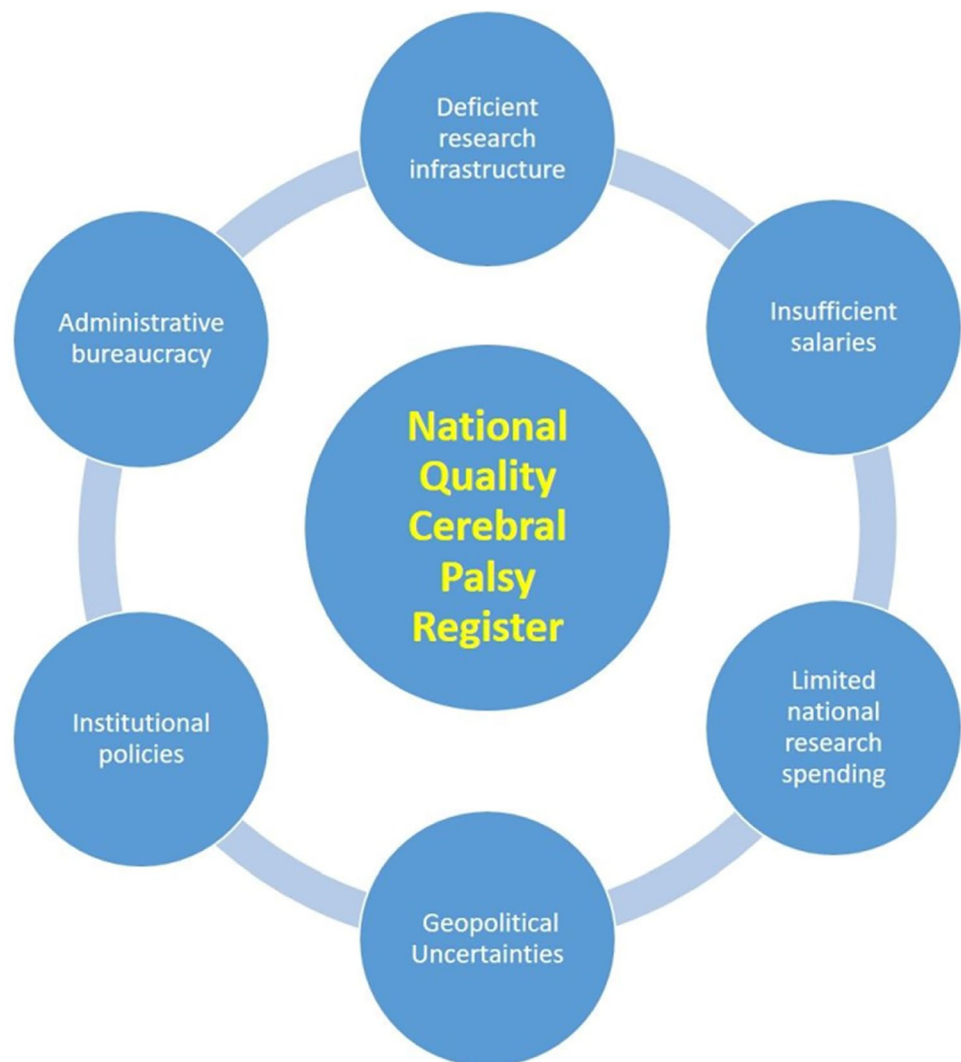 Deficient
research
infrastructure
Insufficient
salaries
Limited
national
research
spending
Geopolitical
Uncertainties
Institutional
policies
Administrative
bureaucracy
National
Quality
Cerebral
Palsy
Register